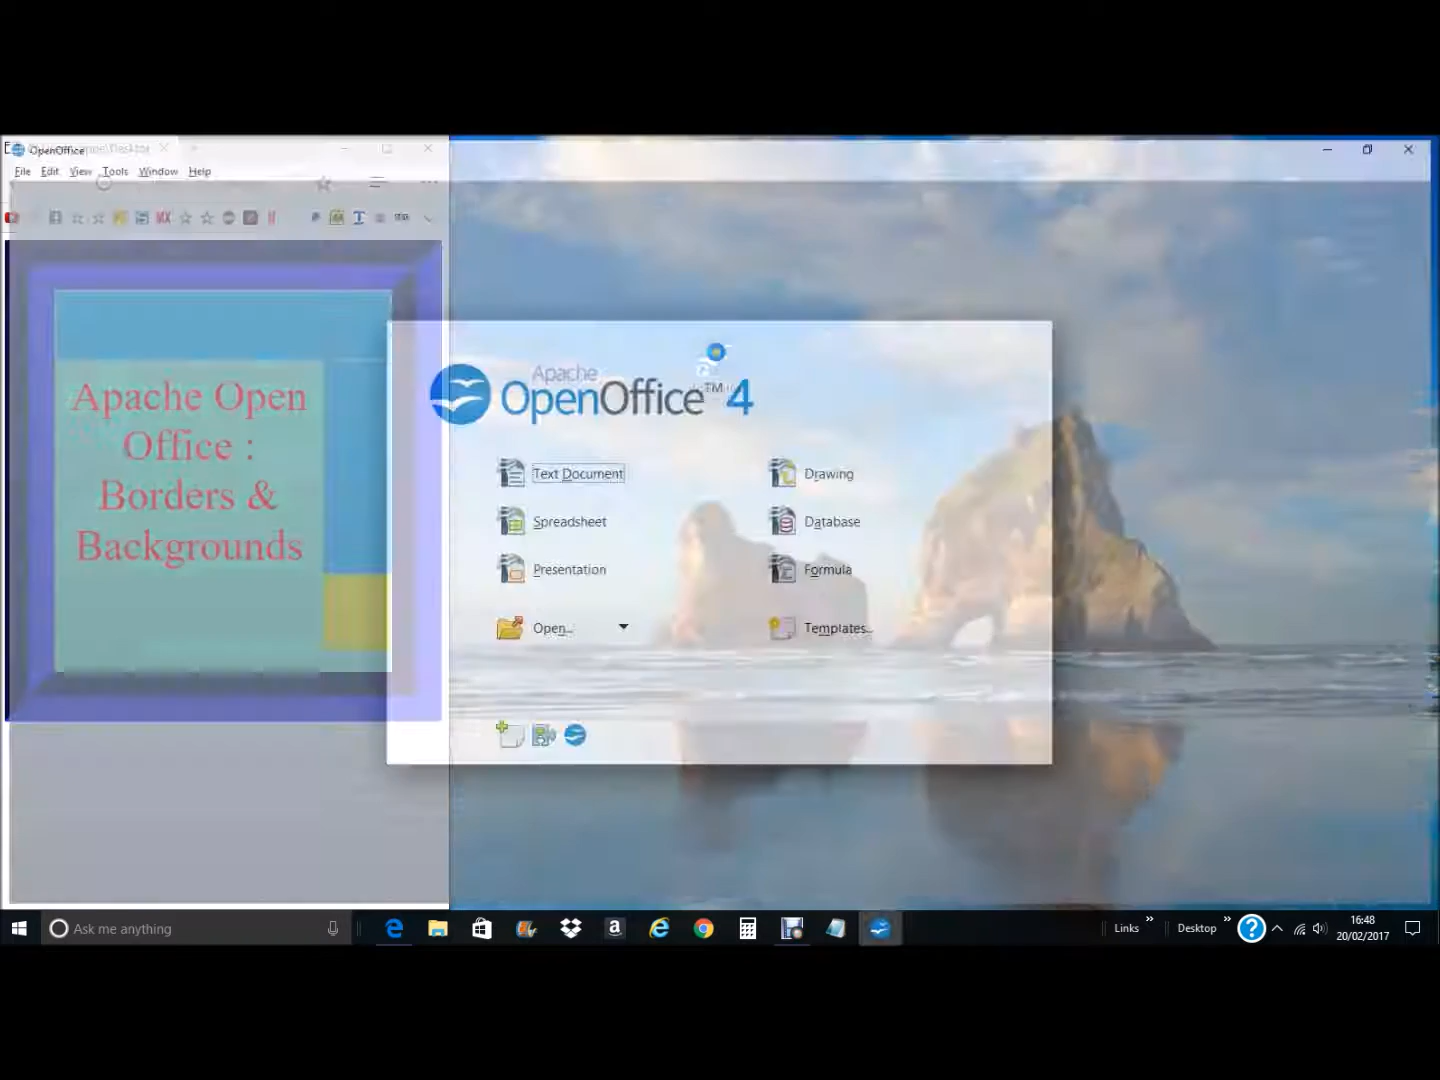 OpenOffice
File Edit View Tools Window Help
Apache Open
Office :
Borders &
Backgrounds
Apache
OpenOffice™ 4
Text Document
Drawing
Spreadsheet
Database
Presentation
Formula
Open...
Templates...
Ask me anything
Links
Desktop
16:48
20/02/2017